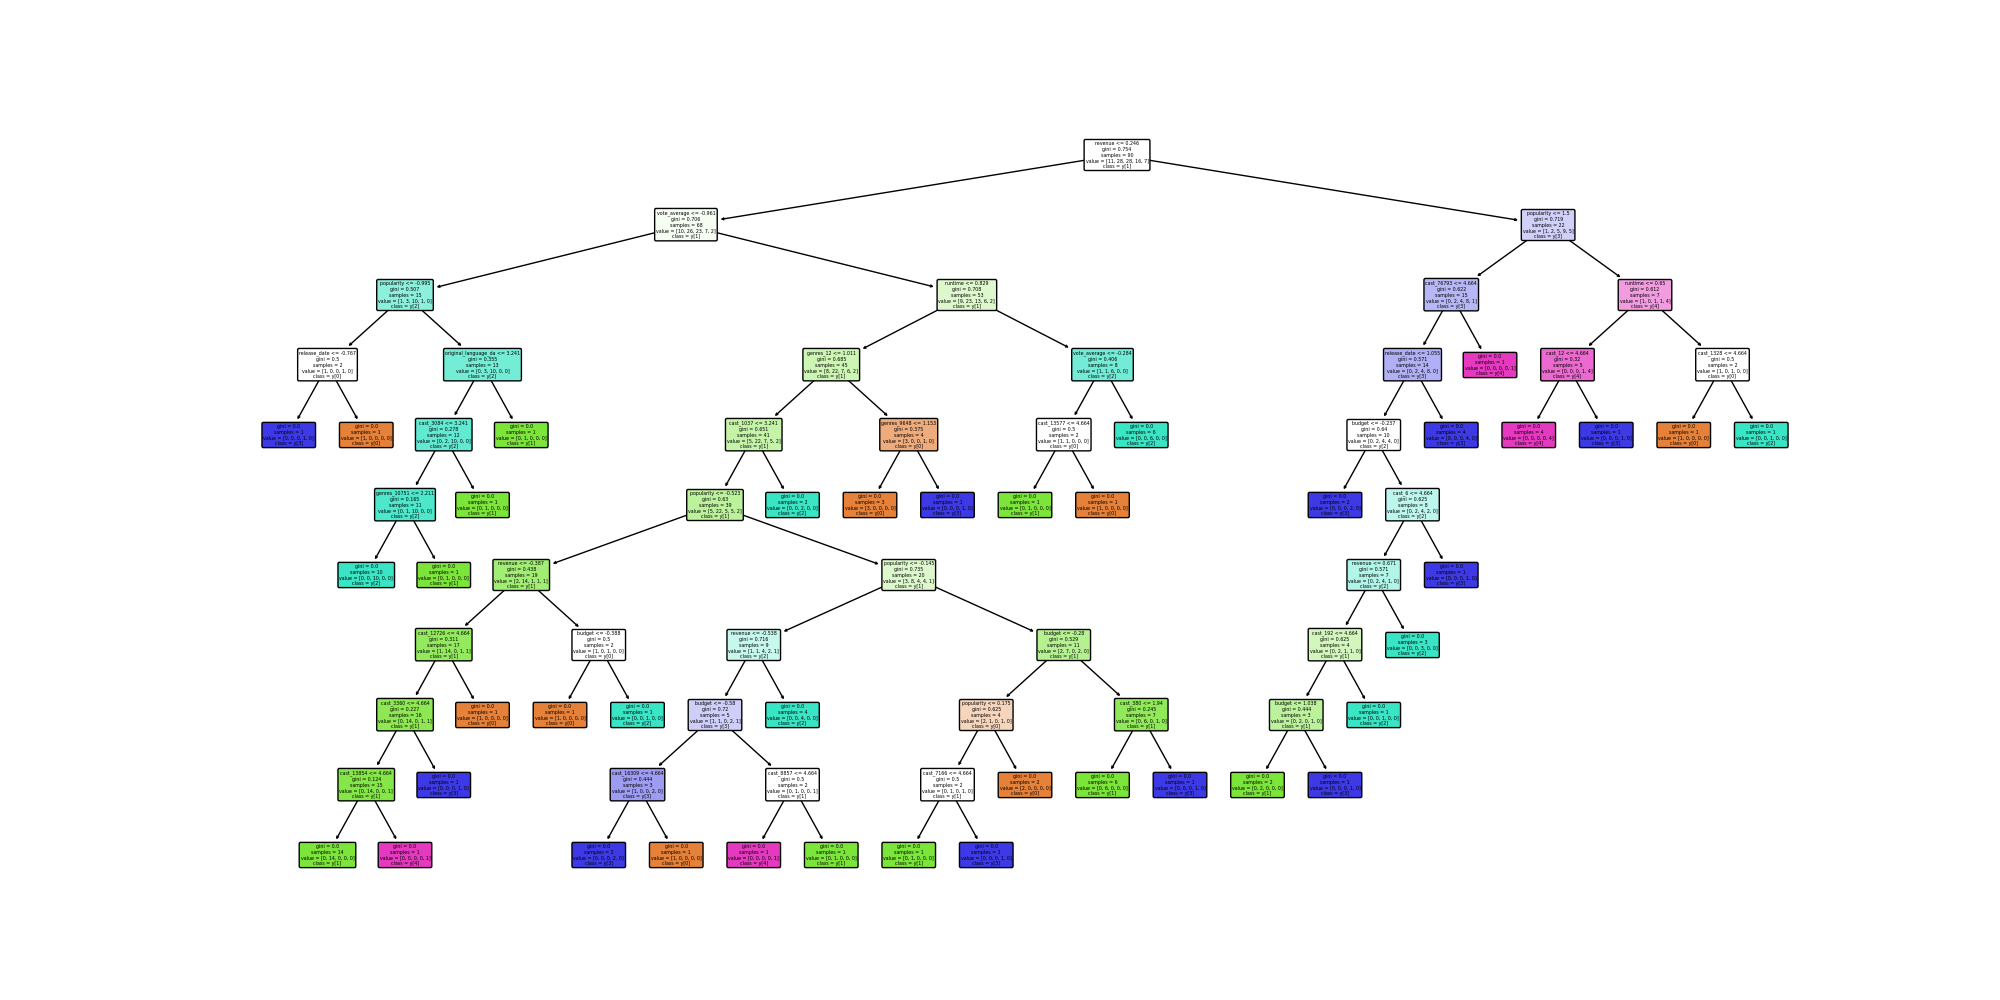 revenue <= 0.246
gini = 0.754
samples = 90
value = [11, 28, 28, 16, 7]
class = y[1]
vote_average <= -0.961
gini = 0.706
samples = 68
value = [10, 26, 23, 7, 2]
class = y[1]
popularity <= 1.5
gini = 0.719
samples = 22
value = [1, 2, 5, 9, 5]
class = y[3]
popularity <= -0.995
gini = 0.507
samples = 15
value = [1, 3, 10, 1, 0]
class = y[2]
runtime <= 0.829
gini = 0.708
samples = 53
value = [9, 23, 13, 6, 2]
class = y[1]
cast_76793 <= 4.664
gini = 0.622
samples = 15
value = [0, 2, 4, 8, 1]
class = y[3]
runtime <= 0.65
gini = 0.612
samples = 7
value = [1, 0, 1, 1, 4]
class = y[4]
release_date <= -0.767
gini = 0.5
samples = 2
value = [1, 0, 0, 1, 0]
class = y[0]
original_language_da <= 3.241
gini = 0.355
samples = 13
value = [0, 3, 10, 0, 0]
class = y[2]
genres_12 <= 1.011
gini = 0.685
samples = 45
value = [8, 22, 7, 6, 2]
class = y[1]
vote_average <= -0.284
gini = 0.406
samples = 8
value = [1, 1, 6, 0, 0]
class = y[2]
release_date <= 1.055
gini = 0.571
samples = 14
value = [0, 2, 4, 8, 0]
class = y[3]
gini = 0.0
samples = 1
value = [0, 0, 0, 0, 1]
class = y[4]
cast_12 <= 4.664
gini = 0.32
samples = 5
value = [0, 0, 0, 1, 4]
class = y[4]
cast_1328 <= 4.664
gini = 0.5
samples = 2
value = [1, 0, 1, 0, 0]
class = y[0]
gini = 0.0
samples = 1
value = [0, 0, 0, 1, 0]
class = y[3]
gini = 0.0
samples = 1
value = [1, 0, 0, 0, 0]
class = y[0]
cast_3084 <= 3.241
gini = 0.278
samples = 12
value = [0, 2, 10, 0, 0]
class = y[2]
gini = 0.0
samples = 1
value = [0, 1, 0, 0, 0]
class = y[1]
cast_1037 <= 3.241
gini = 0.651
samples = 41
value = [5, 22, 7, 5, 2]
class = y[1]
genres_9648 <= 1.153
gini = 0.375
samples = 4
value = [3, 0, 0, 1, 0]
class = y[0]
cast_13577 <= 4.664
gini = 0.5
samples = 2
value = [1, 1, 0, 0, 0]
class = y[0]
gini = 0.0
samples = 6
value = [0, 0, 6, 0, 0]
class = y[2]
budget <= -0.237
gini = 0.64
samples = 10
value = [0, 2, 4, 4, 0]
class = y[2]
gini = 0.0
samples = 4
value = [0, 0, 0, 4, 0]
class = y[3]
gini = 0.0
samples = 4
value = [0, 0, 0, 0, 4]
class = y[4]
gini = 0.0
samples = 1
value = [0, 0, 0, 1, 0]
class = y[3]
gini = 0.0
samples = 1
value = [1, 0, 0, 0, 0]
class = y[0]
gini = 0.0
samples = 1
value = [0, 0, 1, 0, 0]
class = y[2]
genres_10751 <= 2.211
gini = 0.165
samples = 11
value = [0, 1, 10, 0, 0]
class = y[2]
gini = 0.0
samples = 1
value = [0, 1, 0, 0, 0]
class = y[1]
popularity <= -0.523
gini = 0.63
samples = 39
value = [5, 22, 5, 5, 2]
class = y[1]
gini = 0.0
samples = 2
value = [0, 0, 2, 0, 0]
class = y[2]
gini = 0.0
samples = 3
value = [3, 0, 0, 0, 0]
class = y[0]
gini = 0.0
samples = 1
value = [0, 0, 0, 1, 0]
class = y[3]
gini = 0.0
samples = 1
value = [0, 1, 0, 0, 0]
class = y[1]
gini = 0.0
samples = 1
value = [1, 0, 0, 0, 0]
class = y[0]
gini = 0.0
samples = 2
value = [0, 0, 0, 2, 0]
class = y[3]
cast_6 <= 4.664
gini = 0.625
samples = 8
value = [0, 2, 4, 2, 0]
class = y[2]
gini = 0.0
samples = 10
value = [0, 0, 10, 0, 0]
class = y[2]
gini = 0.0
samples = 1
value = [0, 1, 0, 0, 0]
class = y[1]
revenue <= -0.387
gini = 0.438
samples = 19
value = [2, 14, 1, 1, 1]
class = y[1]
popularity <= -0.145
gini = 0.735
samples = 20
value = [3, 8, 4, 4, 1]
class = y[1]
revenue <= 0.671
gini = 0.571
samples = 7
value = [0, 2, 4, 1, 0]
class = y[2]
gini = 0.0
samples = 1
value = [0, 0, 0, 1, 0]
class = y[3]
cast_12726 <= 4.664
gini = 0.311
samples = 17
value = [1, 14, 0, 1, 1]
class = y[1]
budget <= -0.388
gini = 0.5
samples = 2
value = [1, 0, 1, 0, 0]
class = y[0]
revenue <= -0.538
gini = 0.716
samples = 9
value = [1, 1, 4, 2, 1]
class = y[2]
budget <= -0.28
gini = 0.529
samples = 11
value = [2, 7, 0, 2, 0]
class = y[1]
cast_192 <= 4.664
gini = 0.625
samples = 4
value = [0, 2, 1, 1, 0]
class = y[1]
gini = 0.0
samples = 3
value = [0, 0, 3, 0, 0]
class = y[2]
cast_3360 <= 4.664
gini = 0.227
samples = 16
value = [0, 14, 0, 1, 1]
class = y[1]
gini = 0.0
samples = 1
value = [1, 0, 0, 0, 0]
class = y[0]
gini = 0.0
samples = 1
value = [1, 0, 0, 0, 0]
class = y[0]
gini = 0.0
samples = 1
value = [0, 0, 1, 0, 0]
class = y[2]
budget <= -0.58
gini = 0.72
samples = 5
value = [1, 1, 0, 2, 1]
class = y[3]
gini = 0.0
samples = 4
value = [0, 0, 4, 0, 0]
class = y[2]
popularity <= 0.175
gini = 0.625
samples = 4
value = [2, 1, 0, 1, 0]
class = y[0]
cast_380 <= 1.94
gini = 0.245
samples = 7
value = [0, 6, 0, 1, 0]
class = y[1]
budget <= 1.038
gini = 0.444
samples = 3
value = [0, 2, 0, 1, 0]
class = y[1]
gini = 0.0
samples = 1
value = [0, 0, 1, 0, 0]
class = y[2]
cast_13854 <= 4.664
gini = 0.124
samples = 15
value = [0, 14, 0, 0, 1]
class = y[1]
gini = 0.0
samples = 1
value = [0, 0, 0, 1, 0]
class = y[3]
cast_16309 <= 4.664
gini = 0.444
samples = 3
value = [1, 0, 0, 2, 0]
class = y[3]
cast_8857 <= 4.664
gini = 0.5
samples = 2
value = [0, 1, 0, 0, 1]
class = y[1]
cast_7166 <= 4.664
gini = 0.5
samples = 2
value = [0, 1, 0, 1, 0]
class = y[1]
gini = 0.0
samples = 2
value = [2, 0, 0, 0, 0]
class = y[0]
gini = 0.0
samples = 6
value = [0, 6, 0, 0, 0]
class = y[1]
gini = 0.0
samples = 1
value = [0, 0, 0, 1, 0]
class = y[3]
gini = 0.0
samples = 2
value = [0, 2, 0, 0, 0]
class = y[1]
gini = 0.0
samples = 1
value = [0, 0, 0, 1, 0]
class = y[3]
gini = 0.0
samples = 14
value = [0, 14, 0, 0, 0]
class = y[1]
gini = 0.0
samples = 1
value = [0, 0, 0, 0, 1]
class = y[4]
gini = 0.0
samples = 2
value = [0, 0, 0, 2, 0]
class = y[3]
gini = 0.0
samples = 1
value = [1, 0, 0, 0, 0]
class = y[0]
gini = 0.0
samples = 1
value = [0, 0, 0, 0, 1]
class = y[4]
gini = 0.0
samples = 1
value = [0, 1, 0, 0, 0]
class = y[1]
gini = 0.0
samples = 1
value = [0, 1, 0, 0, 0]
class = y[1]
gini = 0.0
samples = 1
value = [0, 0, 0, 1, 0]
class = y[3]